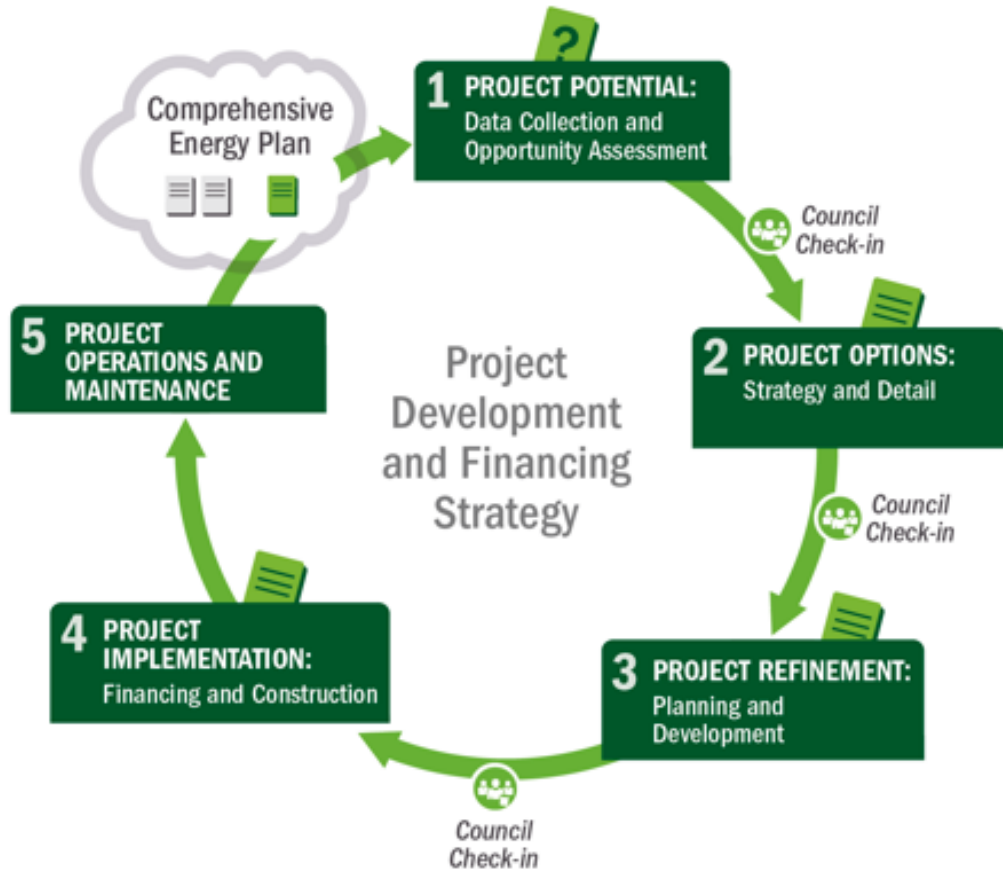 Comprehensive
Energy Plan
?
1 PROJECT POTENTIAL:
Data Collection and
Opportunity Assessment
Council
Check-in
2 PROJECT OPTIONS:
Strategy and Detail
Council
Check-in
3 PROJECT REFINEMENT:
Planning and
Development
Council
Check-in
4 PROJECT
IMPLEMENTATION:
Financing and Construction
5 PROJECT
OPERATIONS AND
MAINTENANCE
Project
Development
and Financing
Strategy